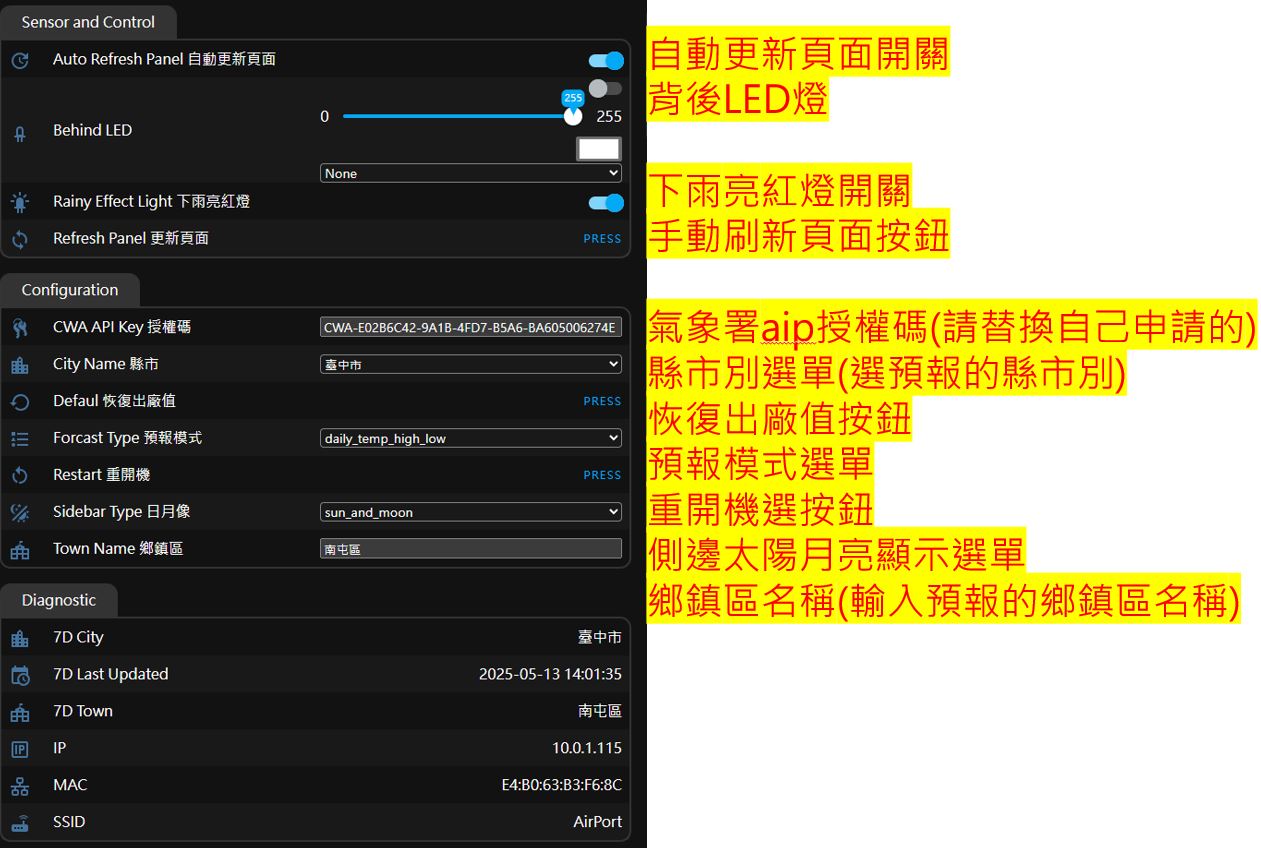 Sensor and Control
Auto Refresh Panel 自動更新頁面
Behind LED
0
255
255
None
Rainy Effect Light 下雨亮紅燈
Refresh Panel 更新頁面
PRESS
Configuration
CWA API Key 授權碼
CWA-E02B6C42-9A1B-4FD7-B5A6-BA605006274E
City Name 縣市
臺中市
Defaul 恢復出廠值
PRESS
Forcast Type 預報模式
daily_temp_high_low
Restart 重開機
PRESS
Sidebar Type 日月像
sun_and_moon
Town Name 鄉鎮區
南屯區
Diagnostic
7D City
臺中市
7D Last Updated
2025-05-13 14:01:35
7D Town
南屯區
IP
IP
10.0.1.115
MAC
E4:B0:63:B3:F6:8C
SSID
AirPort
自動更新頁面開關
背後LED燈
下雨亮紅燈開關
手動刷新頁面按鈕
氣象署aip授權碼(請替換自己申請的)
縣市別選單(選預報的縣市別)
恢復出廠值按鈕
預報模式選單
重開機選按鈕
側邊太陽月亮顯示選單
鄉鎮區名稱(輸入預報的鄉鎮區名稱)